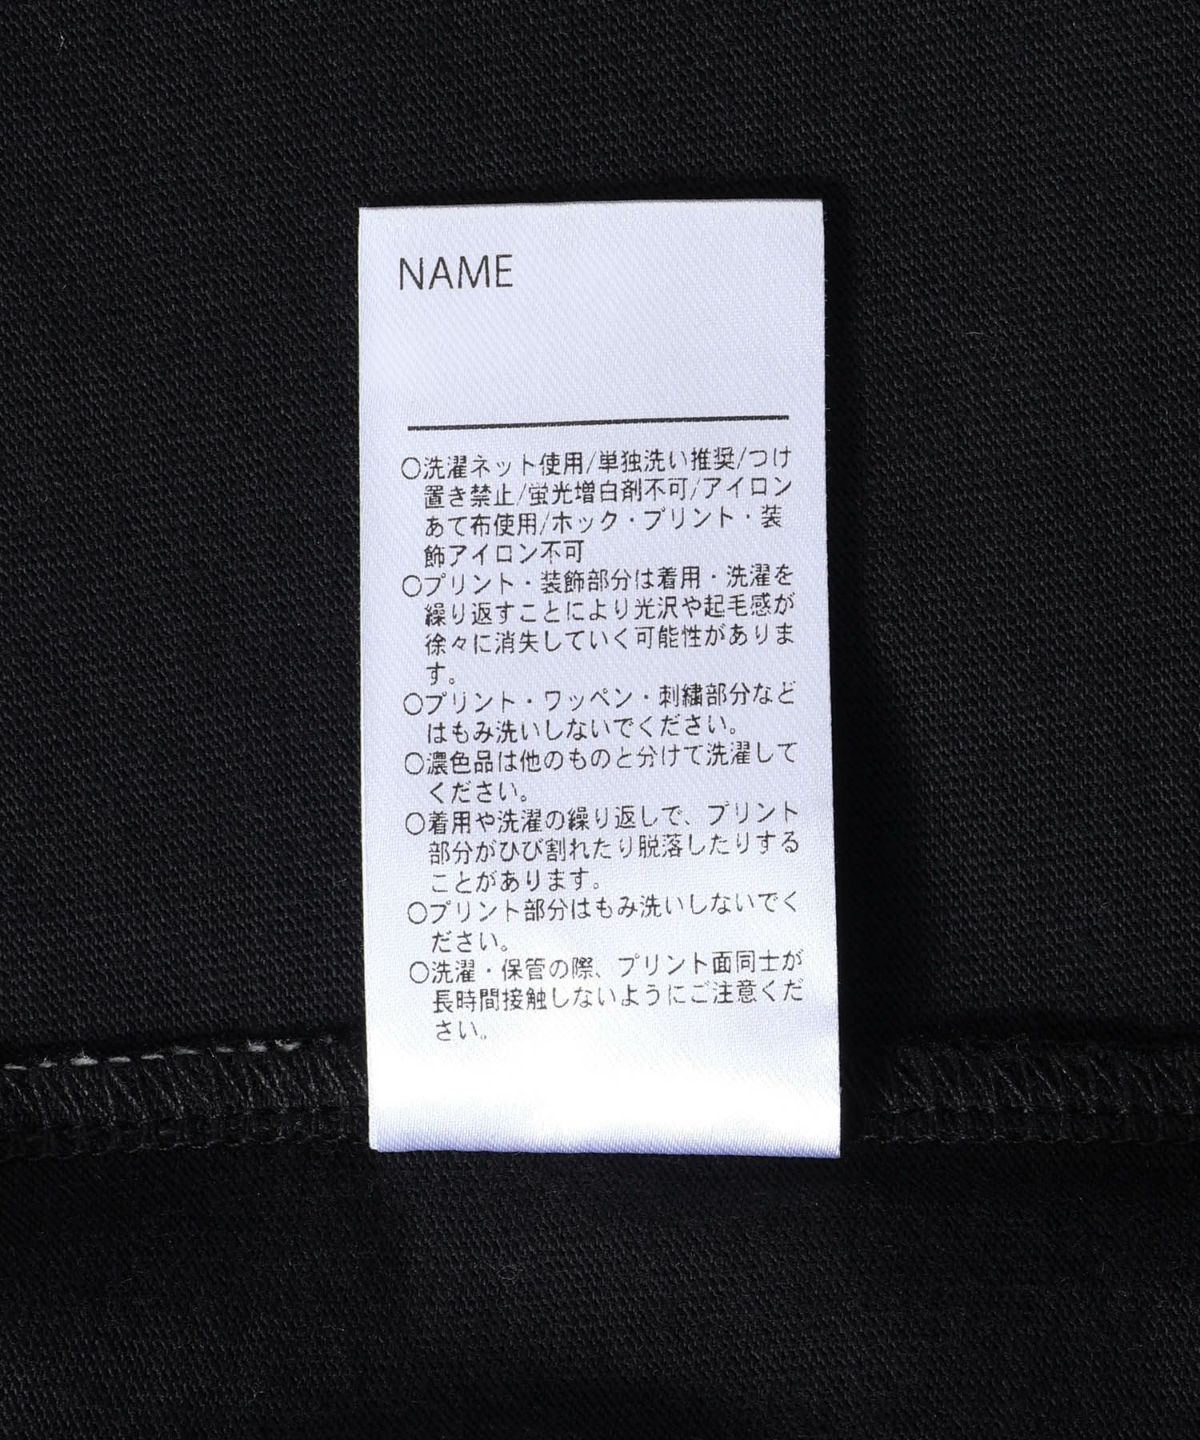 NAME
○洗濯ネット使用/単独洗い推奨/つけ
置き禁止/蛍光増白剤不可/アイロン
あて布使用/ホック・プリント・装
飾アイロン不可
○プリント・装飾部分は着用・洗濯を
繰り返すことにより光沢や起毛感が
徐々に消失していく可能性がありま
す。
○プリント・ワッペン・刺繍部分など
はもみ洗いしないでください。
○濃色品は他のものと分けて洗濯して
ください。
○着用や洗濯の繰り返しで、プリント
部分がひび割れたり脱落したりする
ことがあります。
○プリント部分はもみ洗いしないでく
ださい。
○洗濯・保管の際、プリント面同士が
長時間接触しないようにご注意くだ
さい。